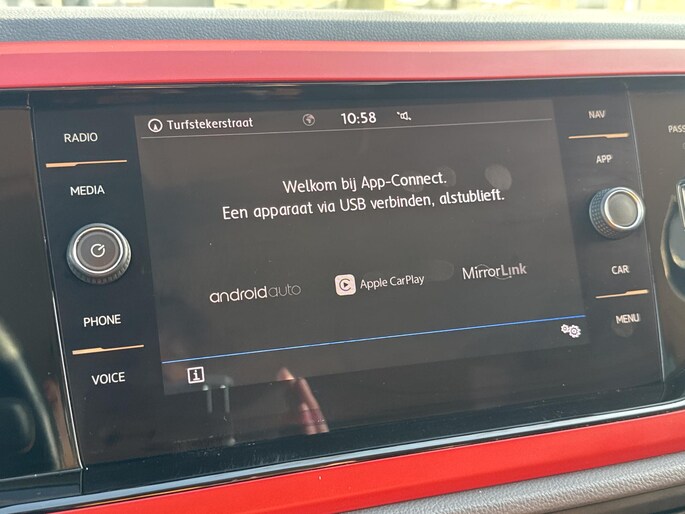 RADIO
MEDIA
PHONE
VOICE
Turfstekerstraat 10:58
Welkom bij App-Connect.
Een apparaat via USB verbinden, alstublieft.
androidauto Apple CarPlay MirrorLink
i
NAV
APP
CAR
MENU